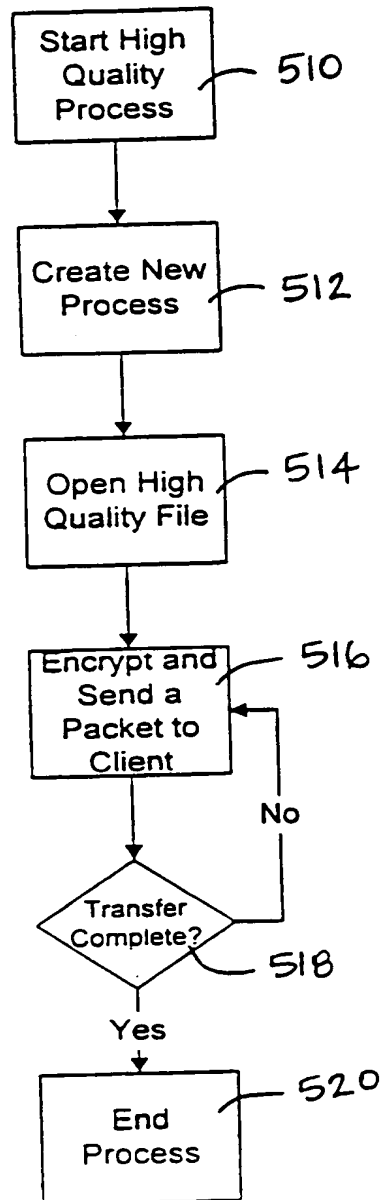 Start High
Quality
Process
510
Create New
Process
512
Open High
Quality File
514
Encrypt and
Send a
Packet to
Client
516
No
Transfer
Complete?
518
Yes
End
Process
520